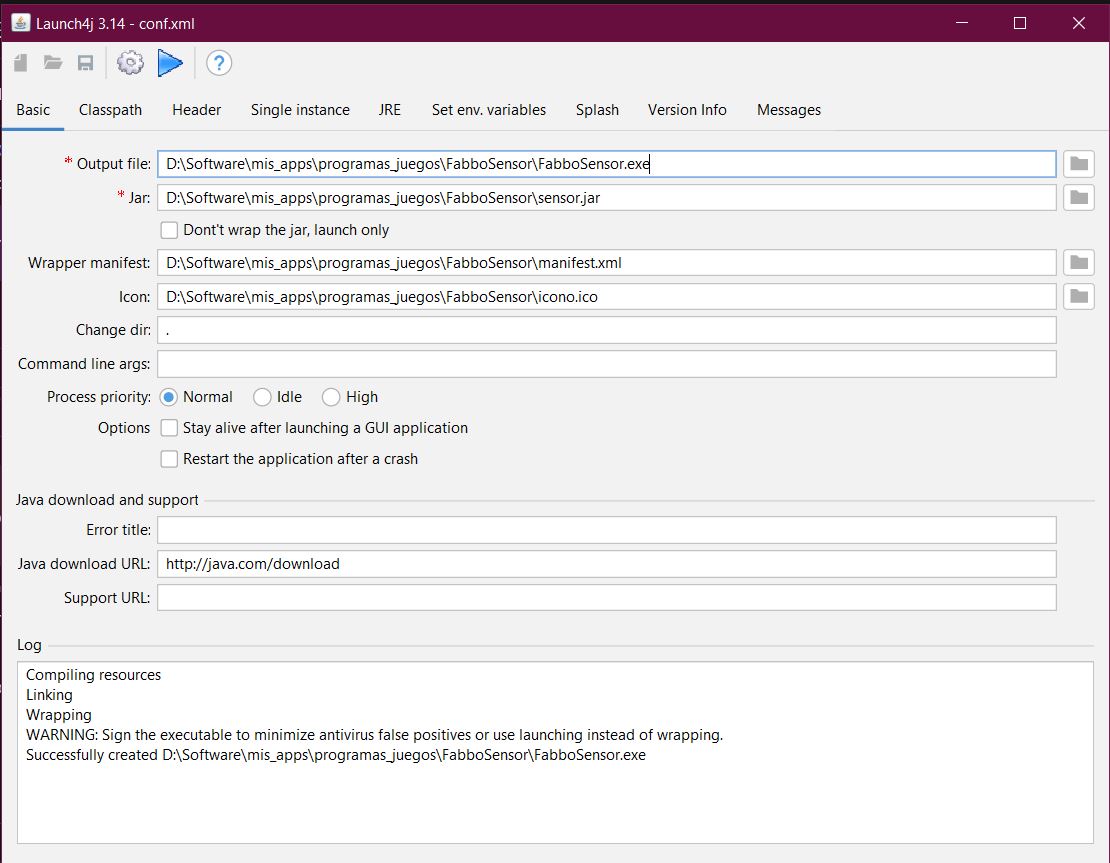 Launch4j 3.14 - conf.xml
?
Basic Classpath Header Single instance JRE Set env. variables Splash Version Info Messages
* Output file: D:\Software\mis_apps\programas_juegos\FabboSensor\FabboSensor.exe
* Jar: D:\Software\mis_apps\programas_juegos\FabboSensor\sensor.jar
Dont't wrap the jar, launch only
Wrapper manifest: D:\Software\mis_apps\programas_juegos\FabboSensor\manifest.xml
Icon: D:\Software\mis_apps\programas_juegos\FabboSensor\icono.ico
Change dir: .
Command line args:
Process priority: Normal Idle High
Options Stay alive after launching a GUI application
Restart the application after a crash
Java download and support
Error title:
Java download URL: http://java.com/download
Support URL:
Log
Compiling resources
Linking
Wrapping
WARNING: Sign the executable to minimize antivirus false positives or use launching instead of wrapping.
Successfully created D:\Software\mis_apps\programas_juegos\FabboSensor\FabboSensor.exe